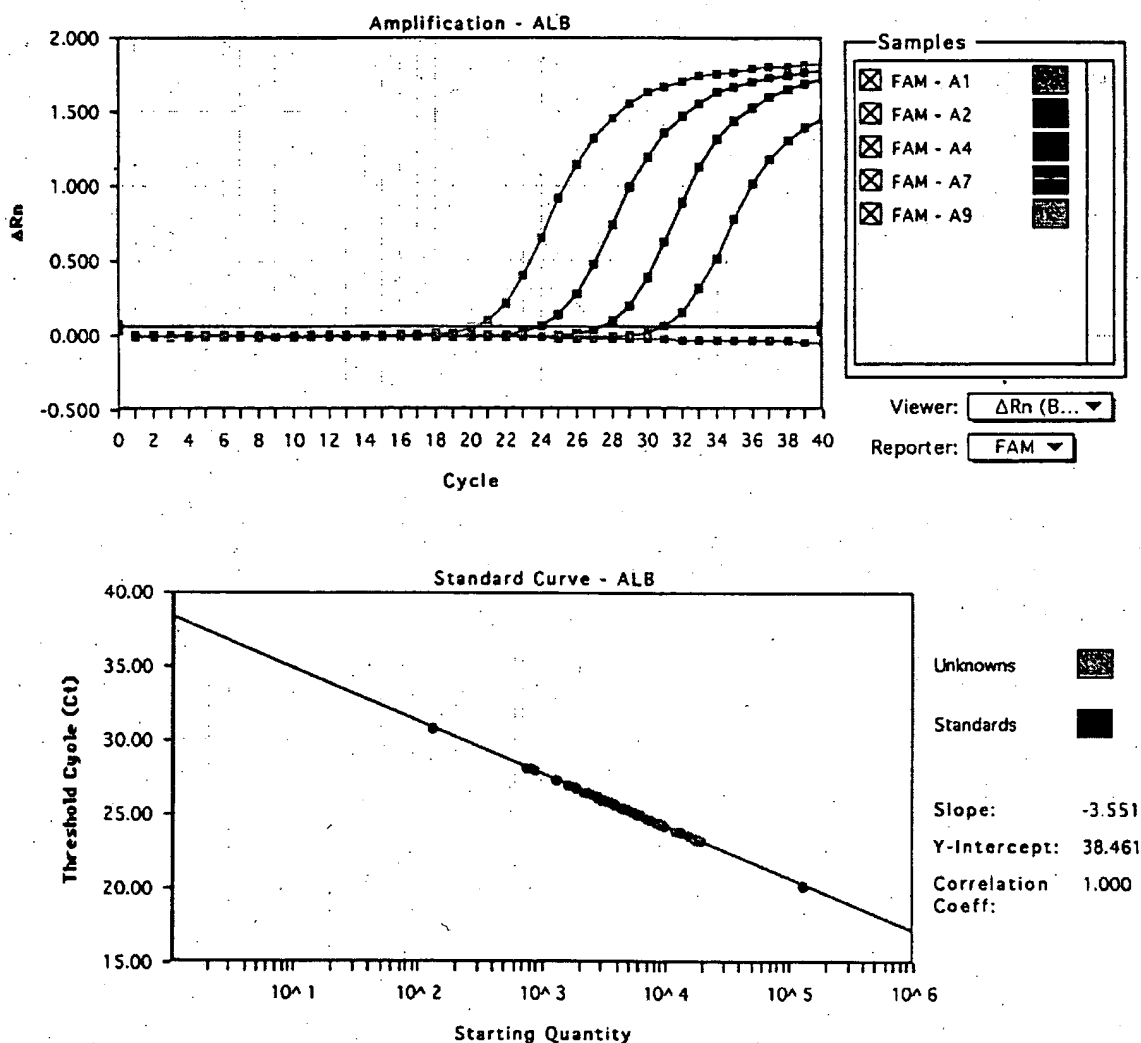 Amplification - ALB
2.000
1.500
1.000
0.500
0.000
-0.500
ΔRn
0 2 4 6 8 10 12 14 16 18 20 22 24 26 28 30 32 34 36 38 40
Cycle
Samples
FAM - A1
FAM - A2
FAM - A4
FAM - A7
FAM - A9
Viewer: ΔRn (B...
Reporter: FAM
Standard Curve - ALB
40.00
35.00
30.00
25.00
20.00
15.00
Threshold Cycle (Ct)
10^1 10^2 10^3 10^4 10^5 10^6
Starting Quantity
Unknowns
Standards
Slope: -3.551
Y-Intercept: 38.461
Correlation 1.000
Coeff: